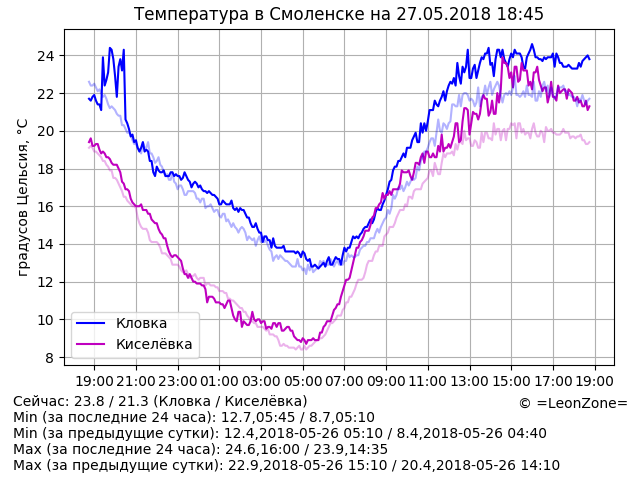 Температура в Смоленске на 27.05.2018 18:45
градусов Цельсия, °C
24
22
20
18
16
14
12
10
8
Кловка
Киселёвка
19:00 21:00 23:00 01:00 03:00 05:00 07:00 09:00 11:00 13:00 15:00 17:00 19:00
Сейчас: 23.8 / 21.3 (Кловка / Киселёвка)
© =LeonZone=
Min (за последние 24 часа): 12.7,05:45 / 8.7,05:10
Min (за предыдущие сутки): 12.4,2018-05-26 05:10 / 8.4,2018-05-26 04:40
Max (за последние 24 часа): 24.6,16:00 / 23.9,14:35
Max (за предыдущие сутки): 22.9,2018-05-26 15:10 / 20.4,2018-05-26 14:10